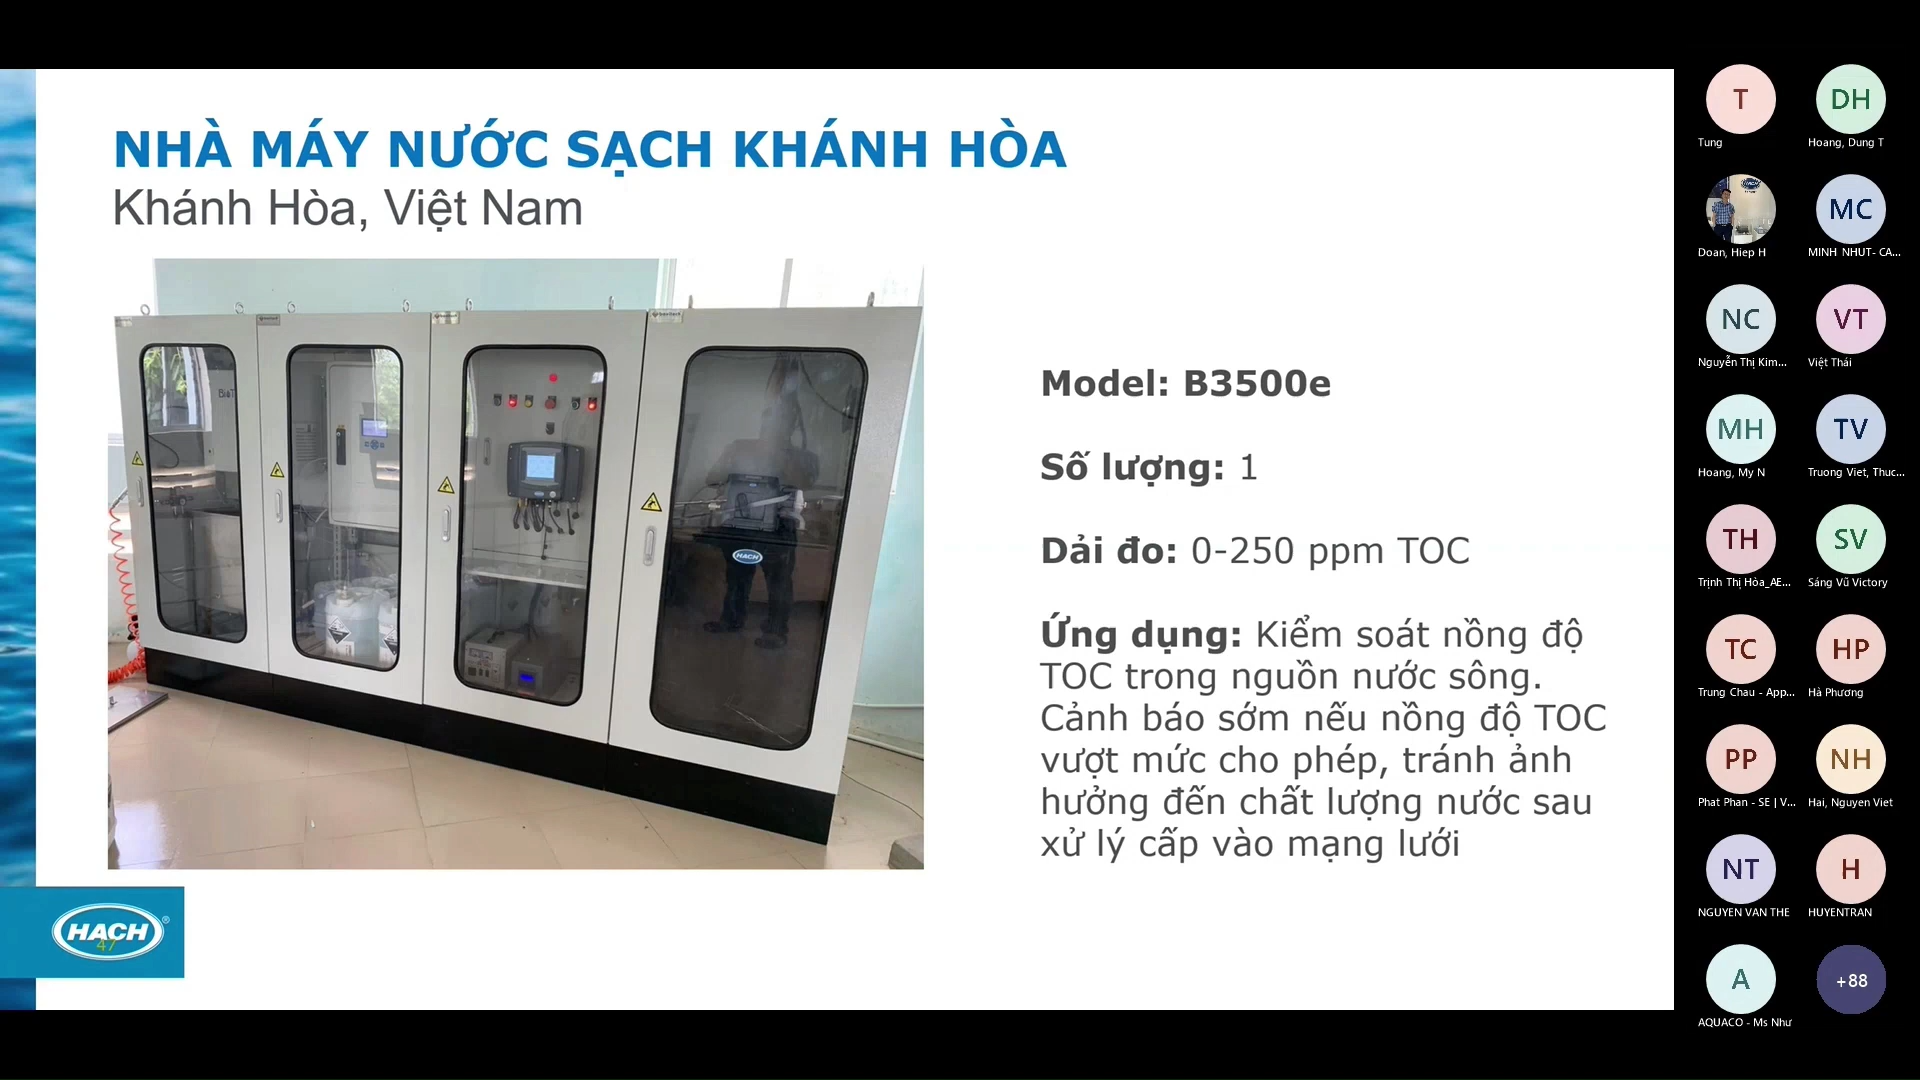 NHÀ MÁY NƯỚC SẠCH KHÁNH HÒA
Khánh Hòa, Việt Nam
HACH
Model: B3500e
Số lượng: 1
Dải đo: 0-250 ppm TOC
Ứng dụng: Kiểm soát nồng độ
TOC trong nguồn nước sông.
Cảnh báo sớm nếu nồng độ TOC
vượt mức cho phép, tránh ảnh
hưởng đến chất lượng nước sau
xử lý cấp vào mạng lưới
HACH®
47
T
Tung
DH
Hoang, Dung T
Doan, Hiep H
MC
MINH NHUT- CA...
NC
Nguyễn Thị Kim...
VT
Việt Thái
MH
Hoang, My N
TV
Truong Viet, Thuc...
TH
Trịnh Thị Hòa_AE...
SV
Sáng Vũ Victory
TC
Trung Chau - App...
HP
Hà Phương
PP
Phat Phan - SE | V...
NH
Hai, Nguyen Viet
NT
NGUYEN VAN THE
H
HUYENTRAN
A
AQUACO - Ms Như
+88